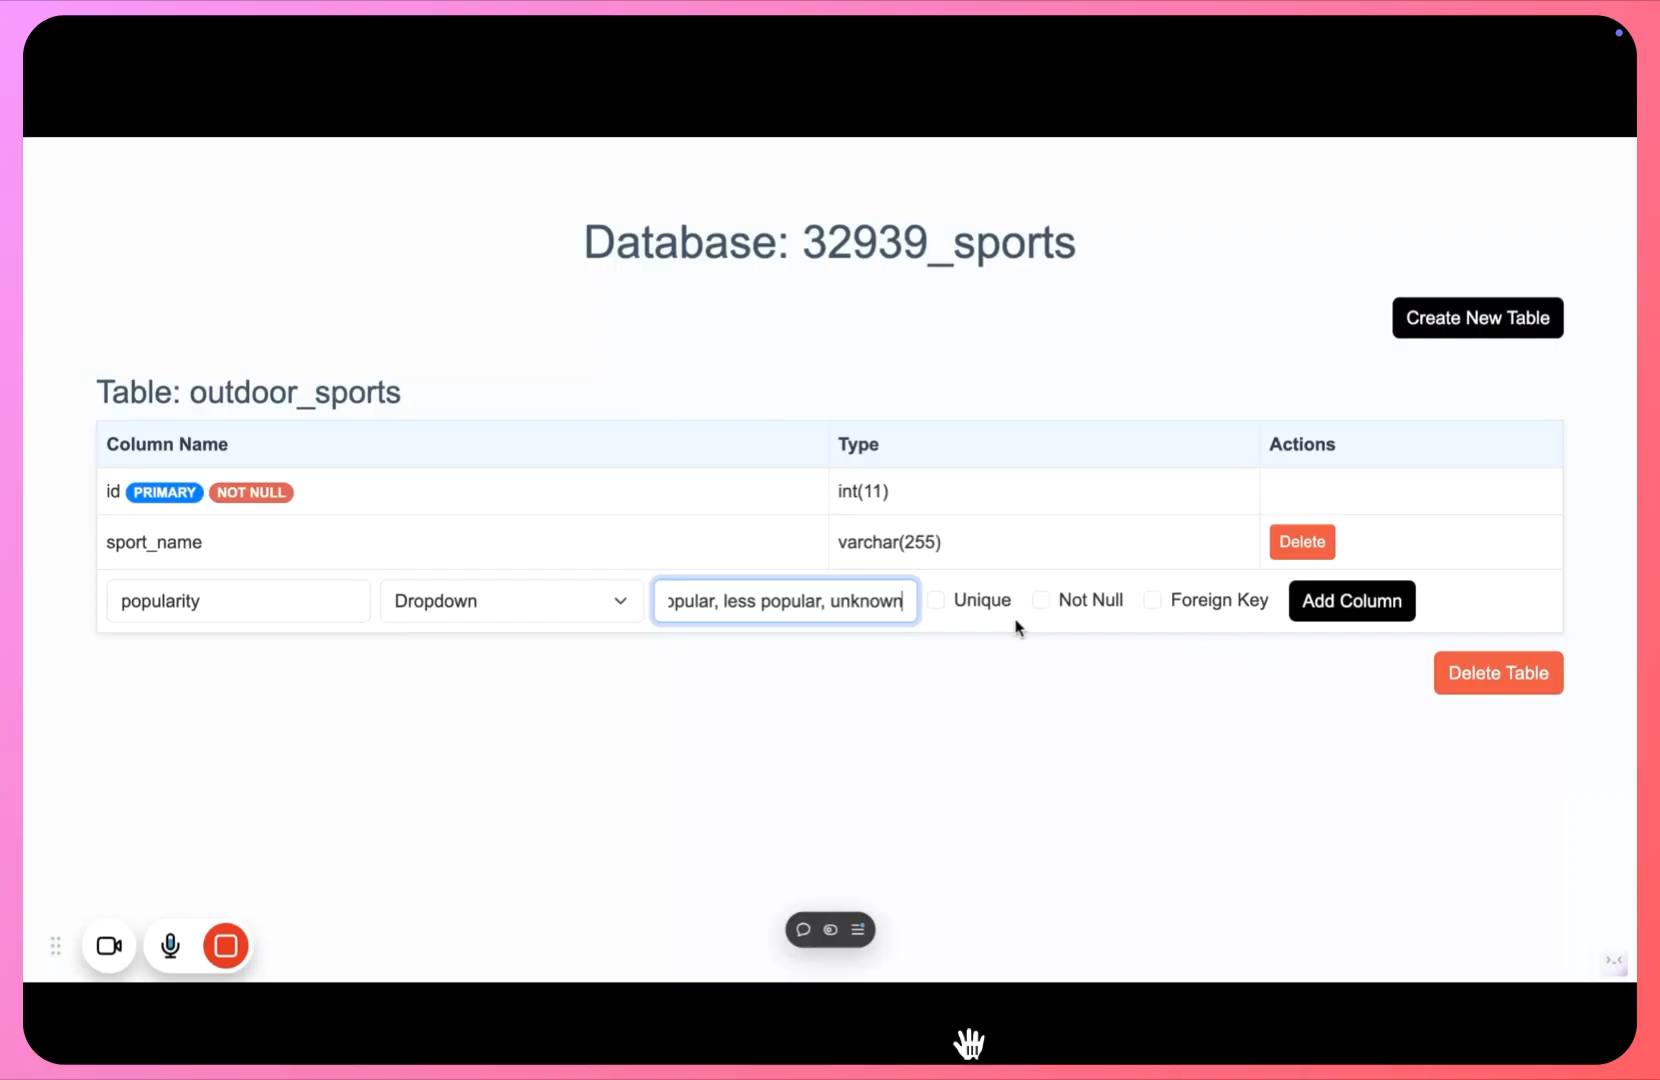 Database: 32939_sports
Create New Table
Table: outdoor_sports
Column Name Type Actions
id PRIMARY NOT NULL int(11)
sport_name varchar(255) Delete
popularity Dropdown opular, less popular, unknown Unique Not Null Foreign Key Add Column
Delete Table